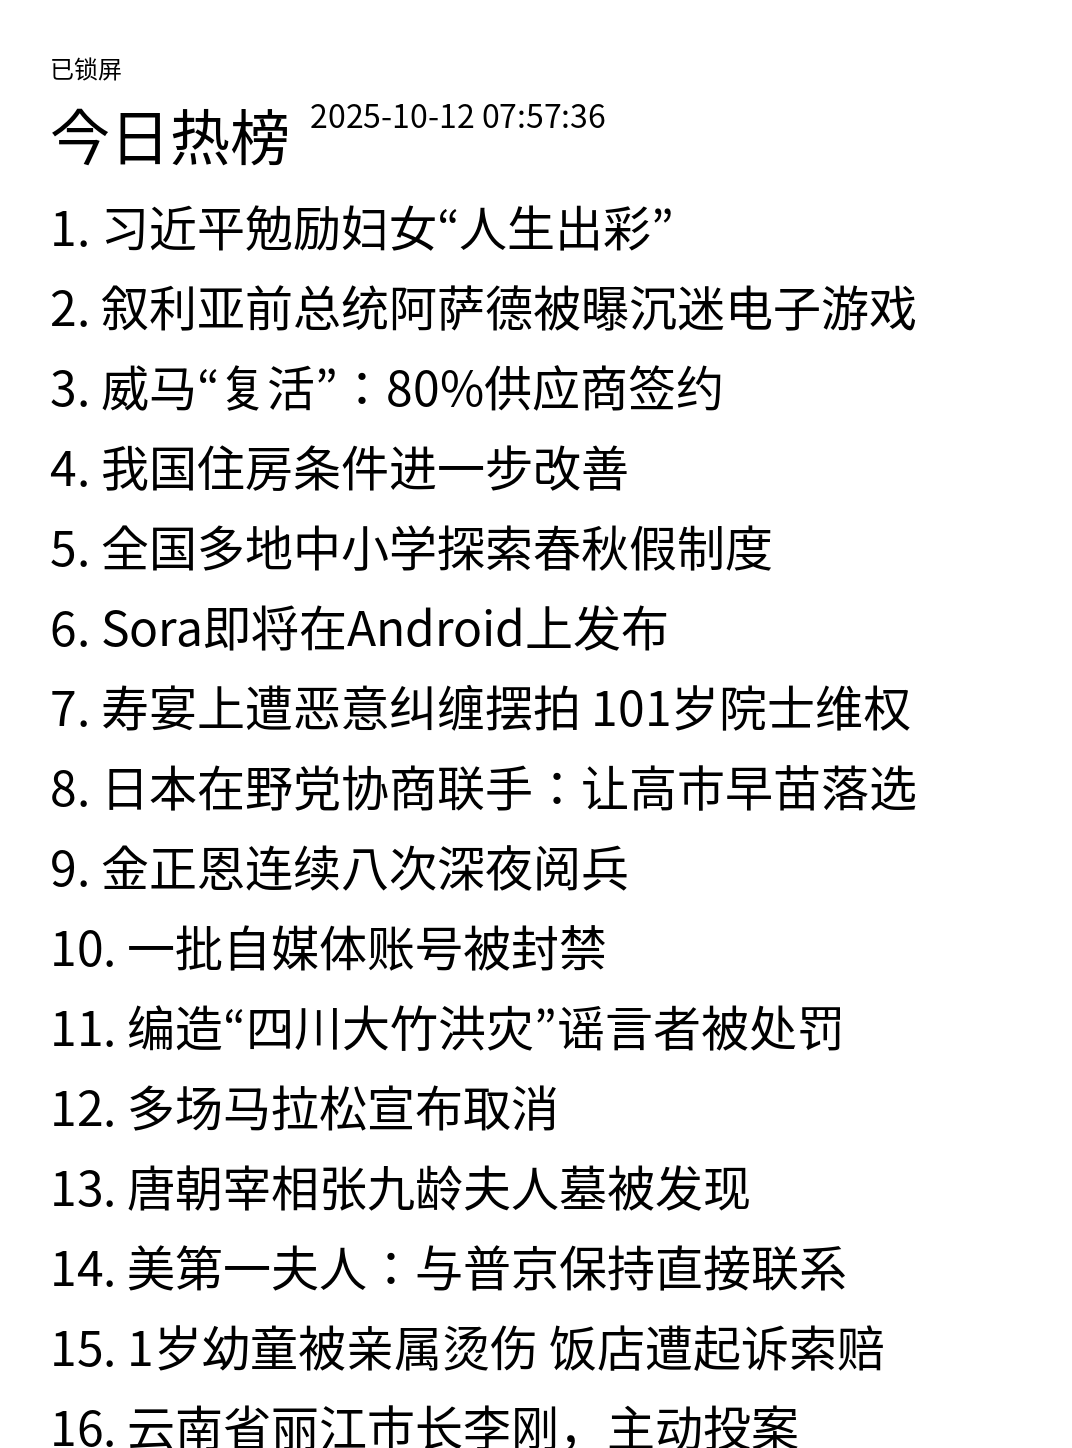 已锁屏
今日热榜 2025-10-12 07:57:36
1. 习近平勉励妇女“人生出彩”
2. 叙利亚前总统阿萨德被曝沉迷电子游戏
3. 威马“复活”：80%供应商签约
4. 我国住房条件进一步改善
5. 全国多地中小学探索春秋假制度
6. Sora即将在Android上发布
7. 寿宴上遭恶意纠缠摆拍 101岁院士维权
8. 日本在野党协商联手：让高市早苗落选
9. 金正恩连续八次深夜阅兵
10. 一批自媒体账号被封禁
11. 编造“四川大竹洪灾”谣言者被处罚
12. 多场马拉松宣布取消
13. 唐朝宰相张九龄夫人墓被发现
14. 美第一夫人：与普京保持直接联系
15. 1岁幼童被亲属烫伤 饭店遭起诉索赔
16. 云南省丽江市长李刚，主动投案